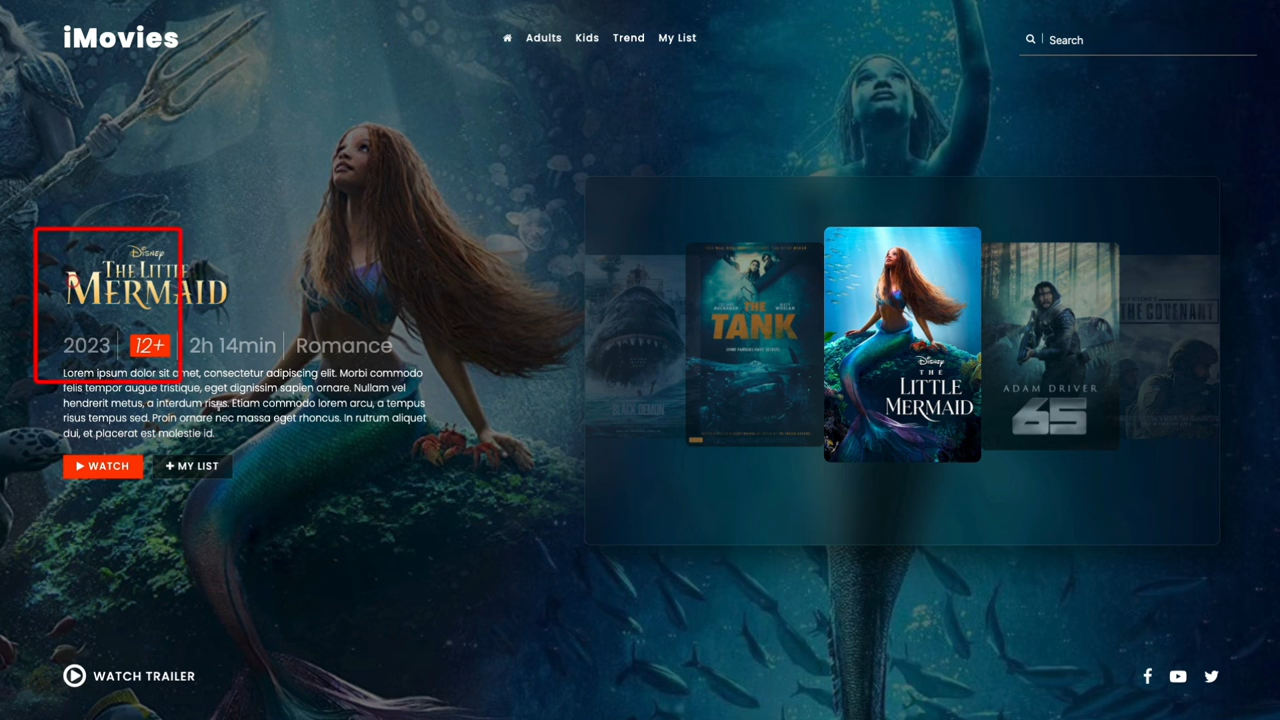 iMovies
Adults Kids Trend My List
Search
Disney
THE LITTLE
MERMAID
2023 12+ 2h 14min Romance
Lorem ipsum dolor sit amet, consectetur adipiscing elit. Morbi commodo
felis tempor augue tristique, eget dignissim sapien ornare. Nullam vel
hendrerit metus, a interdum risus. Etiam commodo lorem arcu, a tempus
risus tempus sed. Proin ornare nec massa eget rhoncus. In rutrum aliquet
dui, et placerat est molestie id.
WATCH
+ MY LIST
BLACK DEMON
THE
TANK
Disney
THE
LITTLE
MERMAID
ADAM DRIVER
65
THE COVENANT
WATCH TRAILER